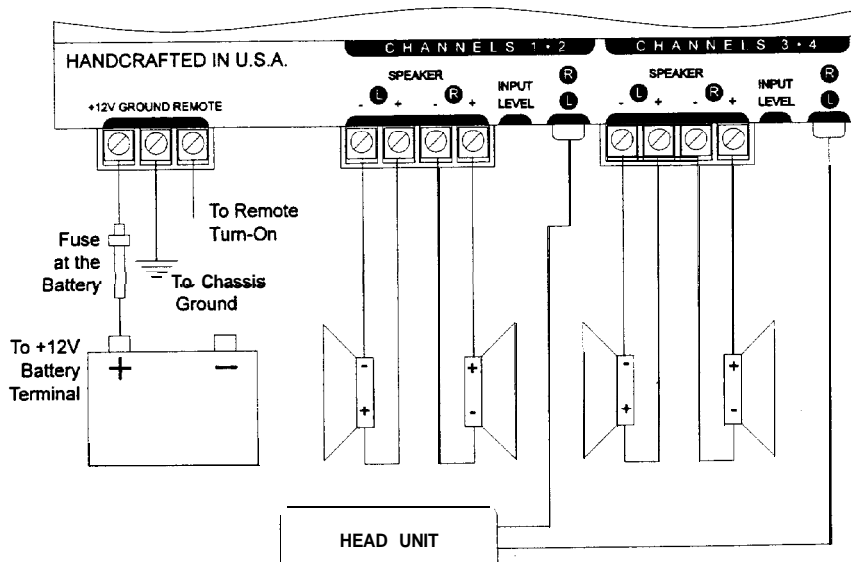 HANDCRAFTED IN U.S.A.
+12V GROUND REMOTE
CHANNELS 1•2
SPEAKER
L R
- + - +
INPUT
LEVEL
R
L
CHANNELS 3•4
SPEAKER
L R
- + - +
INPUT
LEVEL
R
L
To Remote
Turn-On
Fuse
at the
Battery
To Chassis
Ground
To +12V
Battery
Terminal
+ −
-
+
+
-
-
+
+
-
HEAD UNIT